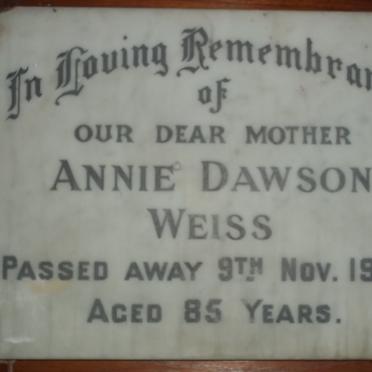 In Loving Remembran
of
OUR DEAR MOTHER
ANNIE DAWSON
WEISS
PASSED AWAY 9TH NOV. 19
AGED 85 YEARS.